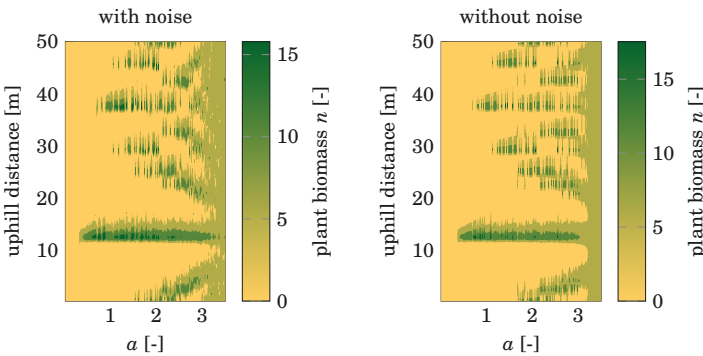 with noise
50
40
30
20
10
uphill distance [m]
1 2 3
a [-]
15
10
5
0
plant biomass n [-]
without noise
50
40
30
20
10
uphill distance [m]
1 2 3
a [-]
15
10
5
0
plant biomass n [-]